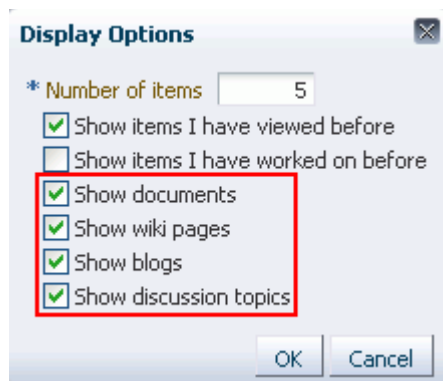 Display Options
* Number of items 5
Show items I have viewed before
Show items I have worked on before
Show documents
Show wiki pages
Show blogs
Show discussion topics
OK Cancel